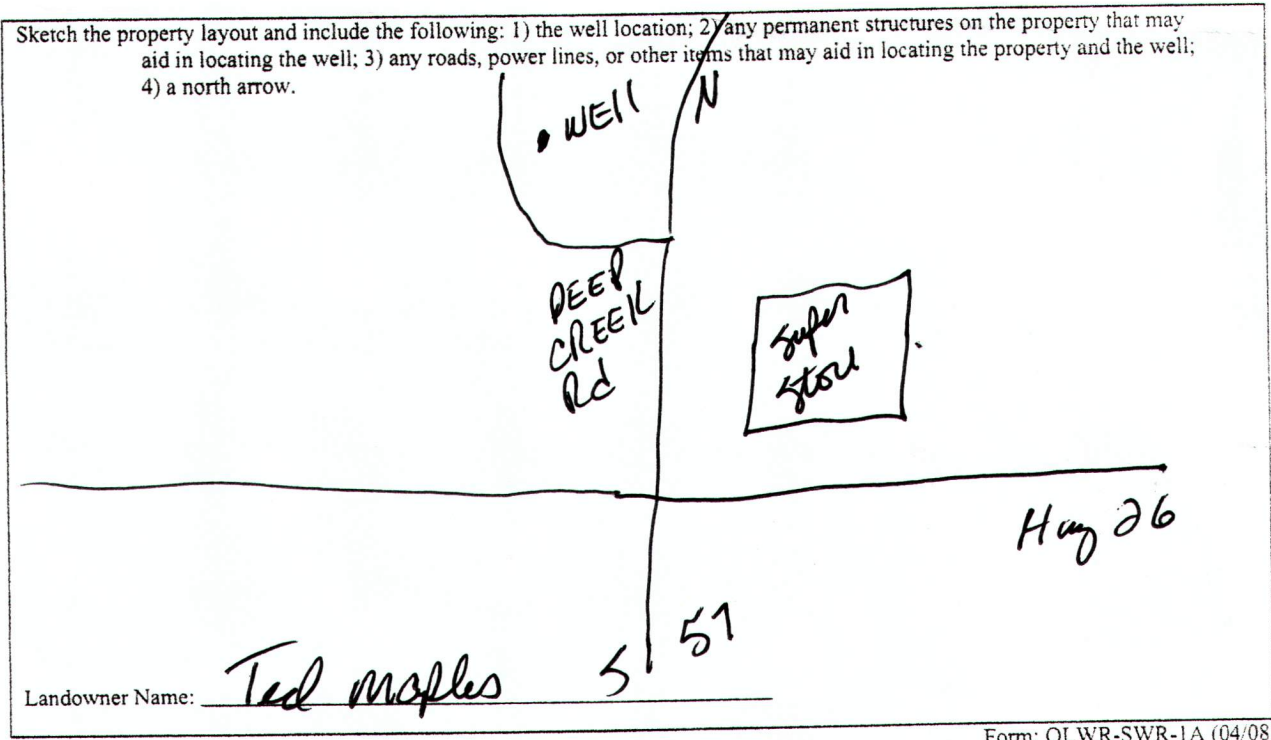 Sketch the property layout and include the following: 1) the well location; 2) any permanent structures on the property that may
aid in locating the well; 3) any roads, power lines, or other items that may aid in locating the property and the well;
4) a north arrow.
N
• WEll
DEEP
CREEK
Rd
Super
Store
Hwy 26
57
S
Landowner Name: Ted Maples
Form: OLWR-SWR-1A (04/08